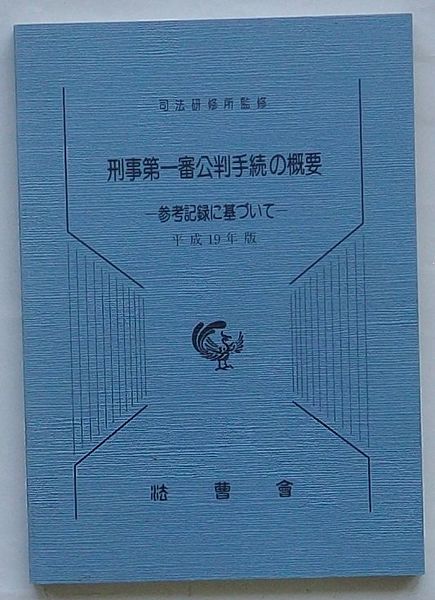 司法研修所監修
刑事第一審公判手続の概要
―参考記録に基づいて―
平成19年版
法曹會